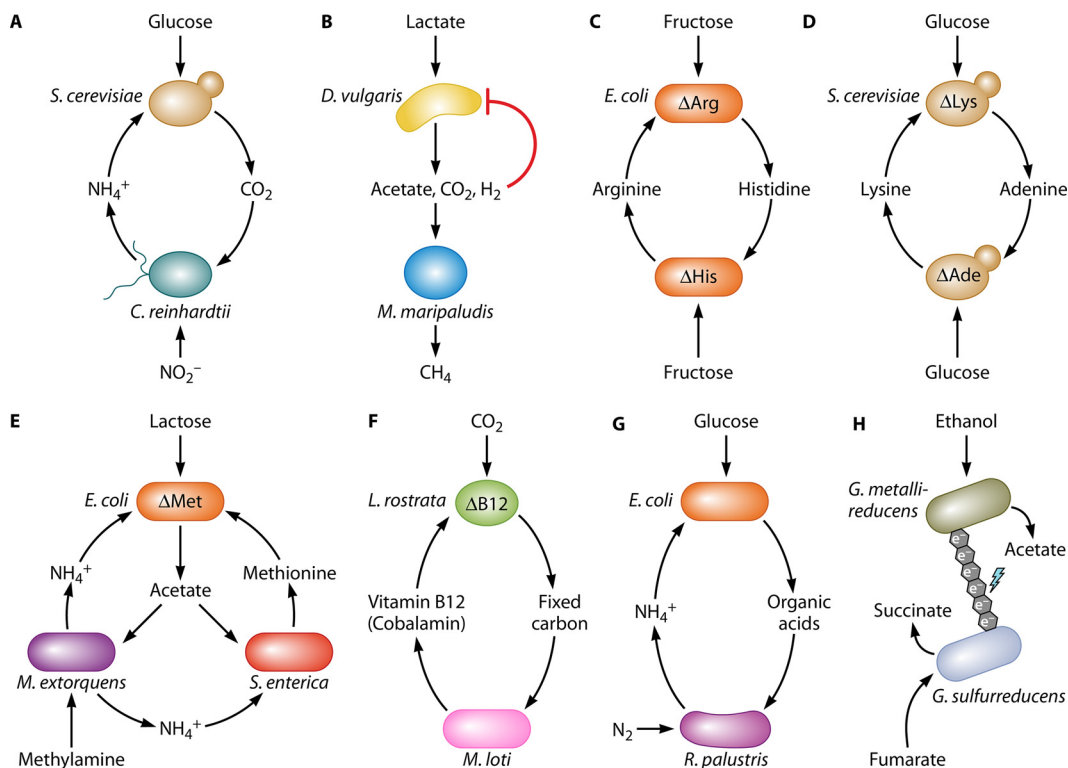 A
Glucose
S. cerevisiae
NH₄⁺
CO₂
C. reinhardtii
NO₂⁻
B
Lactate
D. vulgaris
Acetate, CO₂, H₂
M. maripaludis
CH₄
C
Fructose
E. coli
ΔArg
Arginine
Histidine
ΔHis
Fructose
D
Glucose
S. cerevisiae
ΔLys
Lysine
Adenine
ΔAde
Glucose
E
Lactose
E. coli
ΔMet
NH₄⁺
Methionine
Acetate
M. extorquens
S. enterica
NH₄⁺
Methylamine
F
CO₂
L. rostrata
ΔB12
Vitamin B12
(Cobalamin)
Fixed
carbon
M. loti
G
Glucose
E. coli
NH₄⁺
Organic
acids
N₂
R. palustris
H
Ethanol
G. metalli-
reducens
Acetate
e⁻
e⁻
e⁻
e⁻
e⁻
e⁻
Succinate
G. sulfurreducens
Fumarate